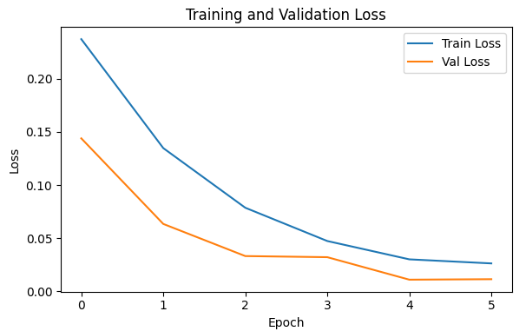 Training and Validation Loss
Train Loss
Val Loss
0.20
0.15
0.10
0.05
0.00
Loss
0 1 2 3 4 5
Epoch